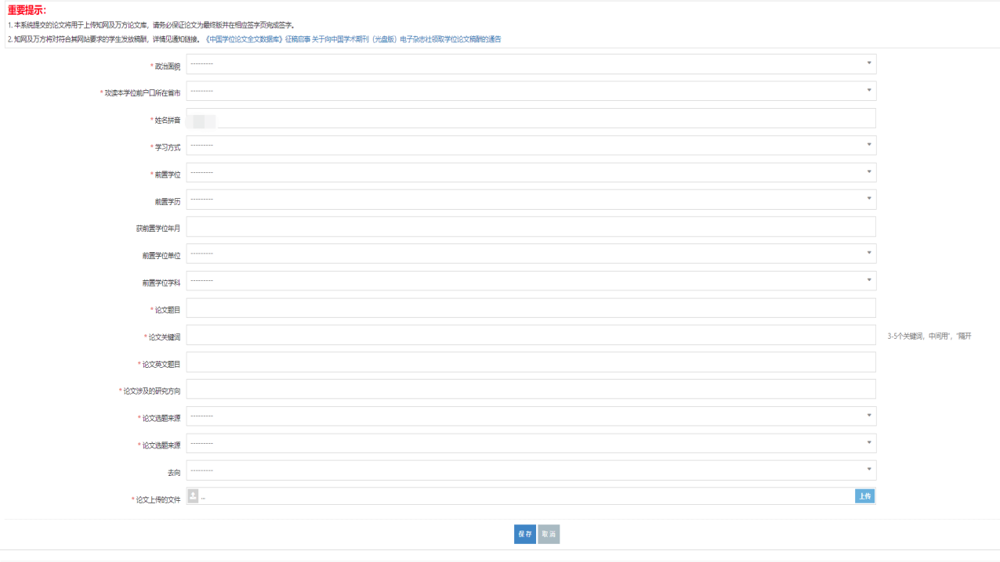 重要提示：
1. 本系统提交的论文将用于上传知网及万方论文库，请务必保证论文为最终版并在相应签字页完成签字。
2. 知网及万方将对符合其网站要求的学生发放稿酬，详情见通知链接。《中国学位论文全文数据库》征稿启事 关于向中国学术期刊（光盘版）电子杂志社领取学位论文稿酬的通告
* 政治面貌 ---------
* 攻读本学位前户口所在省市 ---------
* 姓名拼音
* 学习方式 ---------
* 前置学位 ---------
前置学历 ---------
获前置学位年月
前置学位单位 ---------
前置学位学科 ---------
* 论文题目
* 论文关键词 3-5个关键词，中间用"，"隔开
* 论文英文题目
* 论文涉及的研究方向
* 论文选题来源 ---------
* 论文选题来源 ---------
去向 ---------
* 论文上传的文件 ... 上传
保存 取消